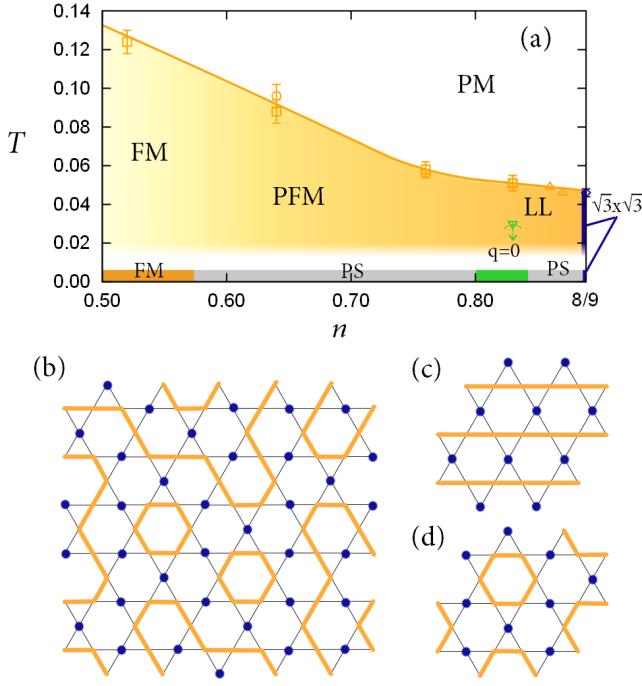 (a)
0.14
0.12
0.10
0.08
0.06
0.04
0.02
0.00
T
PM
FM
PFM
LL
√3x√3
q=0
FM
PS
PS
0.50
0.60
0.70
0.80
8/9
n
(b)
(c)
(d)